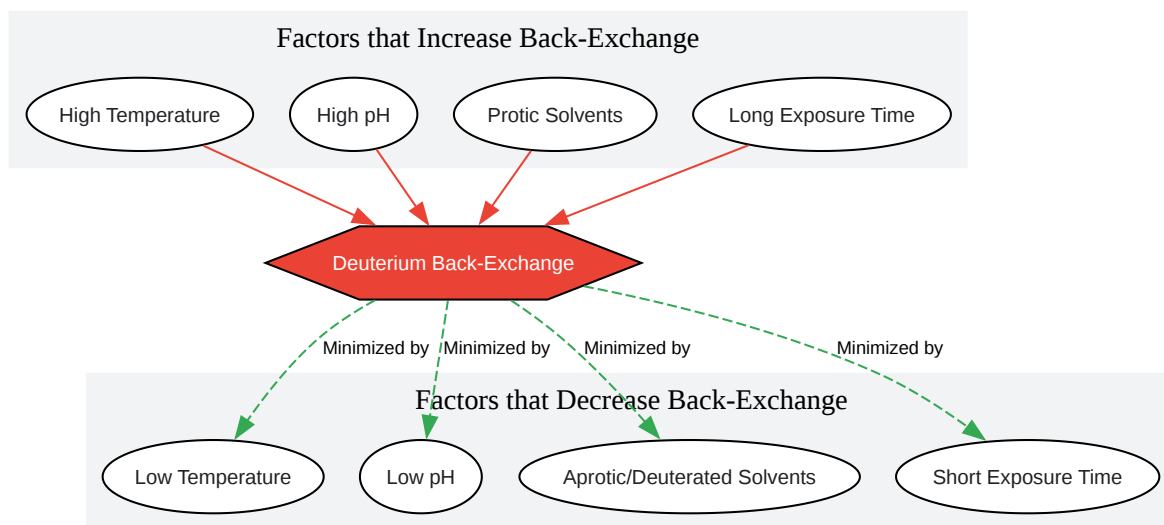 Factors that Increase Back-Exchange
High Temperature
High pH
Protic Solvents
Long Exposure Time
Deuterium Back-Exchange
Minimized by
Minimized by
Minimized by
Minimized by
Factors that Decrease Back-Exchange
Low Temperature
Low pH
Aprotic/Deuterated Solvents
Short Exposure Time